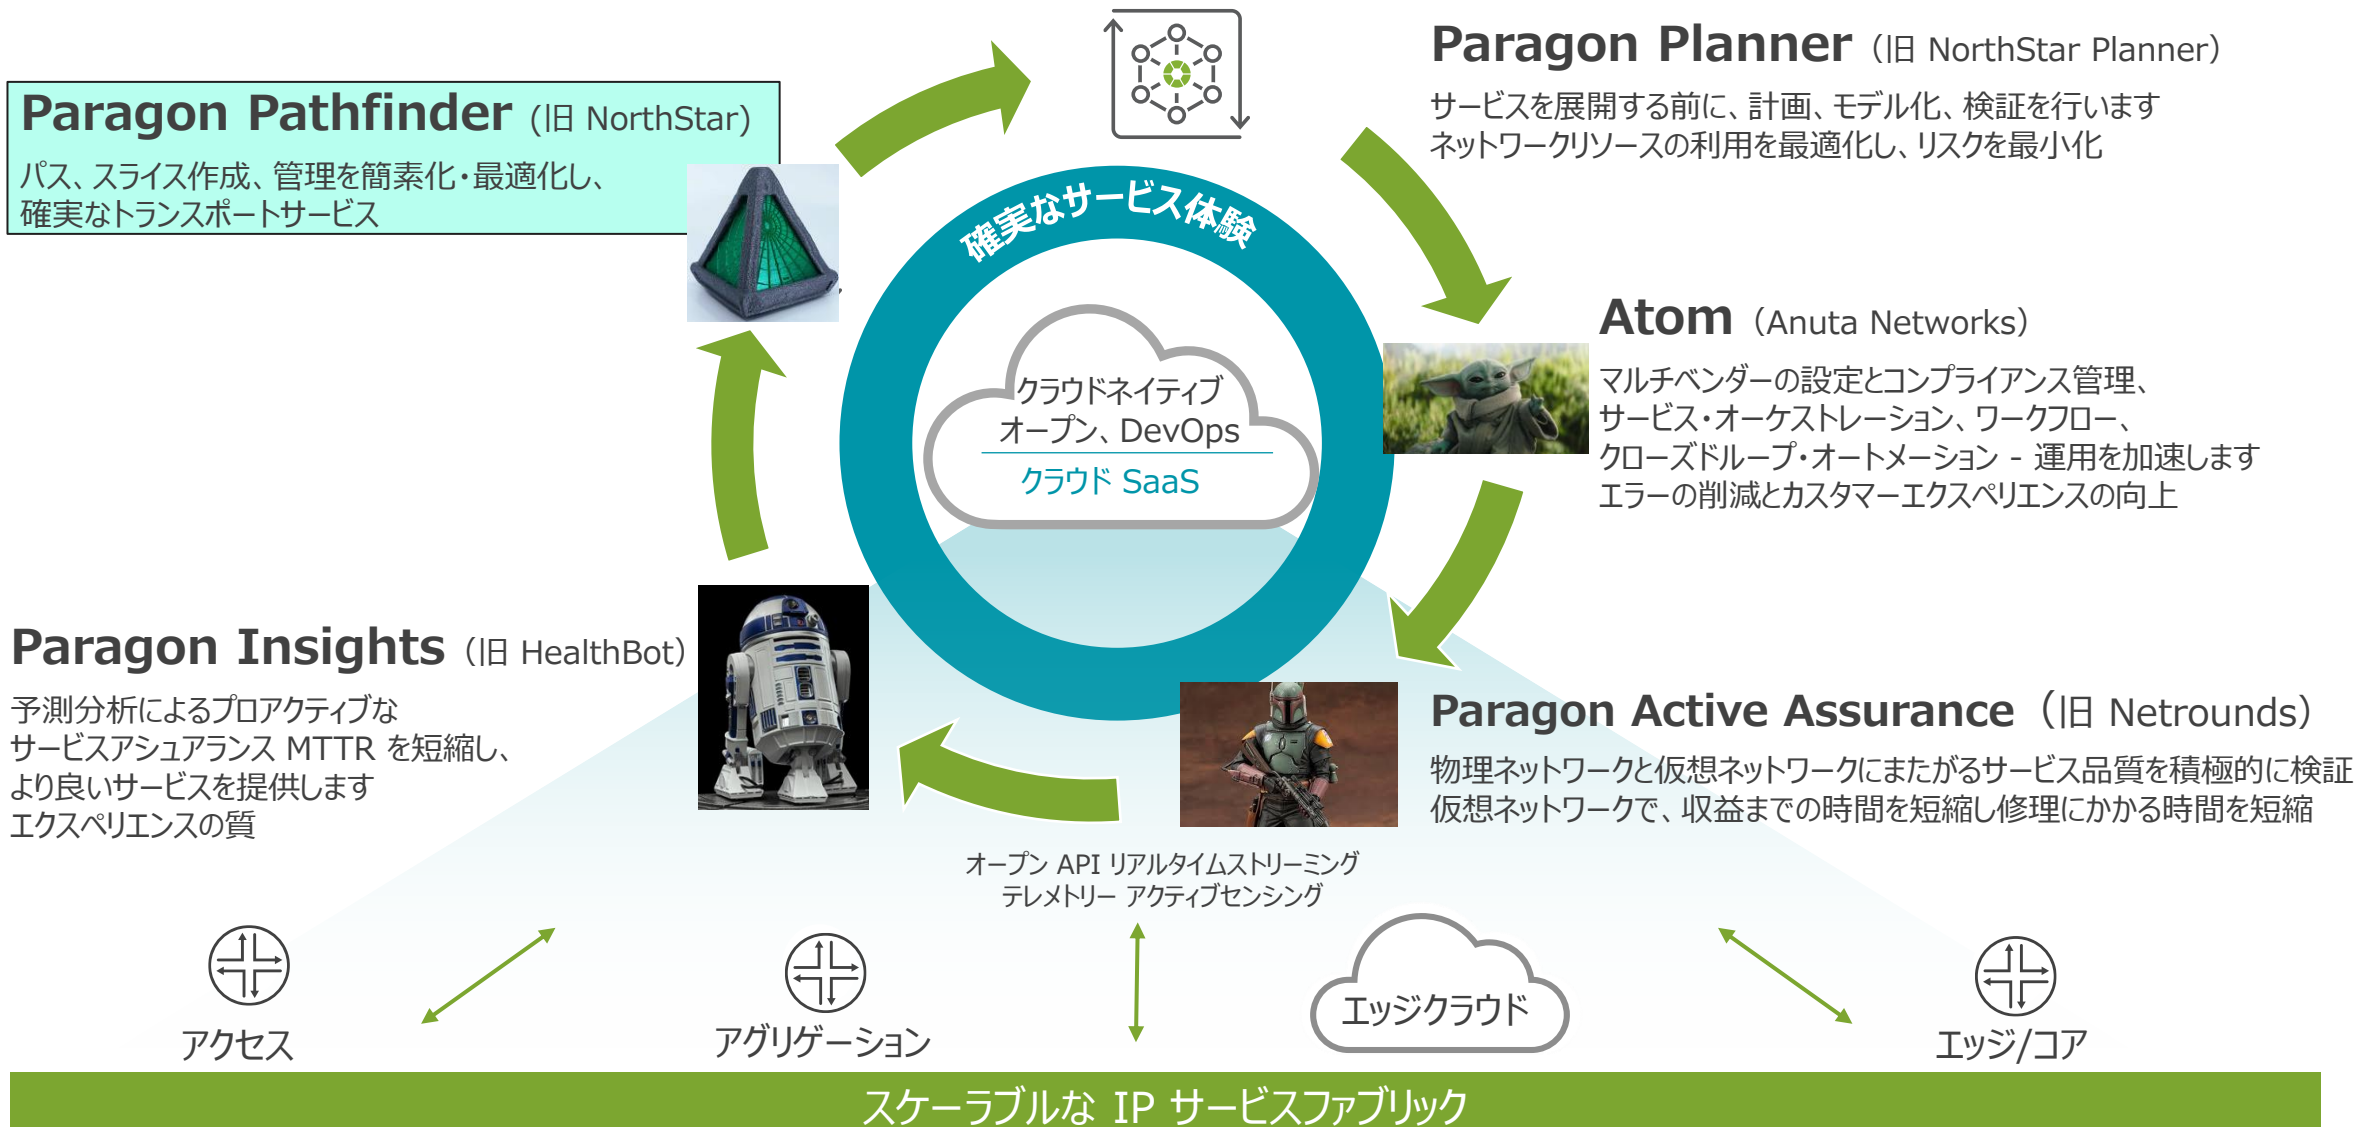 Paragon Pathfinder (旧 NorthStar)
パス、スライス作成、管理を簡素化・最適化し、
確実なトランスポートサービス
Paragon Planner（旧 NorthStar Planner）
サービスを展開する前に、計画、モデル化、検証を行います
ネットワークリソースの利用を最適化し、リスクを最小化
確実なサービス体験
クラウドネイティブ
オープン、DevOps
クラウド SaaS
Atom（Anuta Networks）
マルチベンダーの設定とコンプライアンス管理、
サービス・オーケストレーション、ワークフロー、
クローズドループ・オートメーション - 運用を加速します
エラーの削減とカスタマーエクスペリエンスの向上
Paragon Insights（旧 HealthBot）
予測分析によるプロアクティブな
サービスアシュアランス MTTR を短縮し、
より良いサービスを提供します
エクスペリエンスの質
Paragon Active Assurance（旧 Netrounds）
物理ネットワークと仮想ネットワークにまたがるサービス品質を積極的に検証
仮想ネットワークで、収益までの時間を短縮し修理にかかる時間を短縮
オープン API リアルタイムストリーミング
テレメトリー アクティブセンシング
アクセス
アグリゲーション
エッジクラウド
エッジ/コア
スケーラブルな IP サービスファブリック